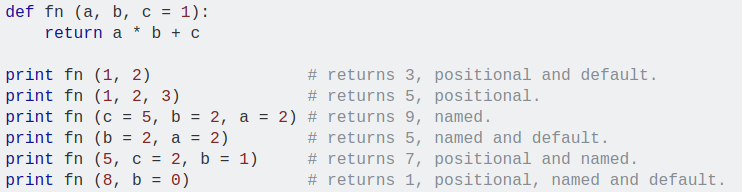 def fn (a, b, c = 1):
    return a * b + c

print fn (1, 2)                # returns 3, positional and default.
print fn (1, 2, 3)             # returns 5, positional.
print fn (c = 5, b = 2, a = 2) # returns 9, named.
print fn (b = 2, a = 2)        # returns 5, named and default.
print fn (5, c = 2, b = 1)     # returns 7, positional and named.
print fn (8, b = 0)            # returns 1, positional, named and default.